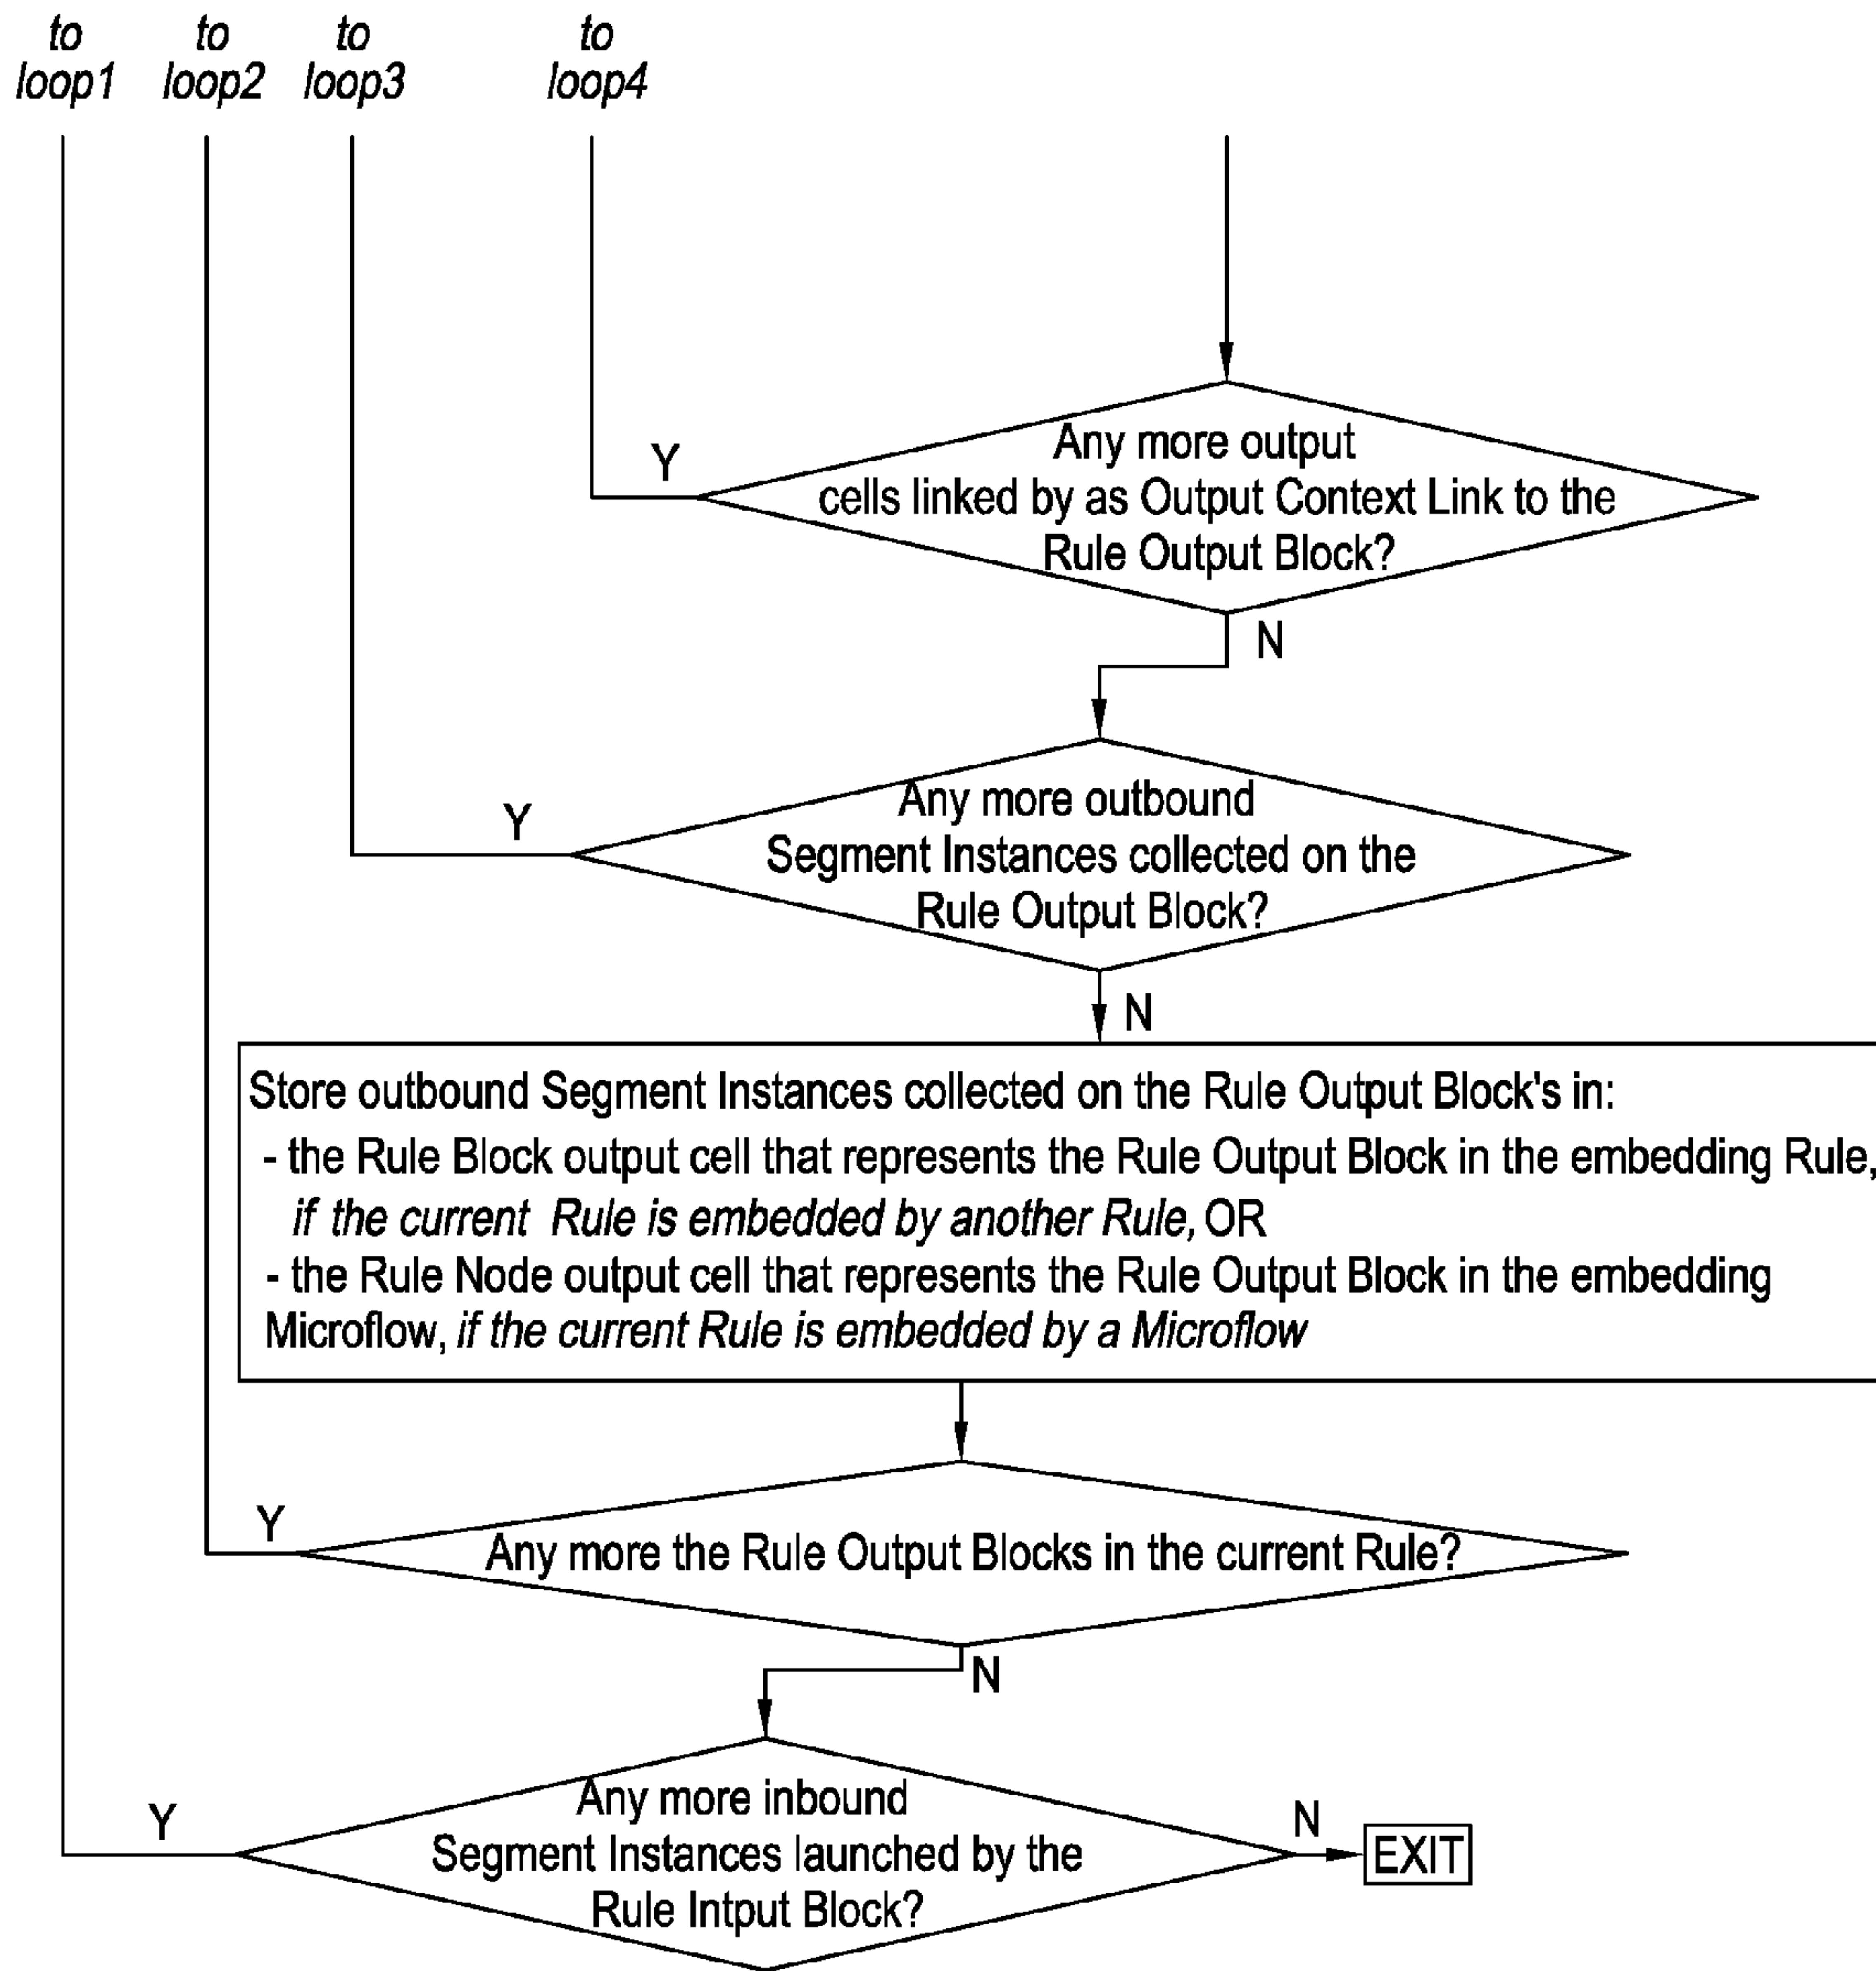 to
loop1
to
loop2
to
loop3
to
loop4
Any more output
cells linked by as Output Context Link to the
Rule Output Block?
Y
N
Any more outbound
Segment Instances collected on the
Rule Output Block?
Y
N
Store outbound Segment Instances collected on the Rule Output Block's in:
- the Rule Block output cell that represents the Rule Output Block in the embedding Rule,
if the current Rule is embedded by another Rule, OR
- the Rule Node output cell that represents the Rule Output Block in the embedding
Microflow, if the current Rule is embedded by a Microflow
Y
Any more the Rule Output Blocks in the current Rule?
N
Any more inbound
Segment Instances launched by the
Rule Intput Block?
Y
N
EXIT